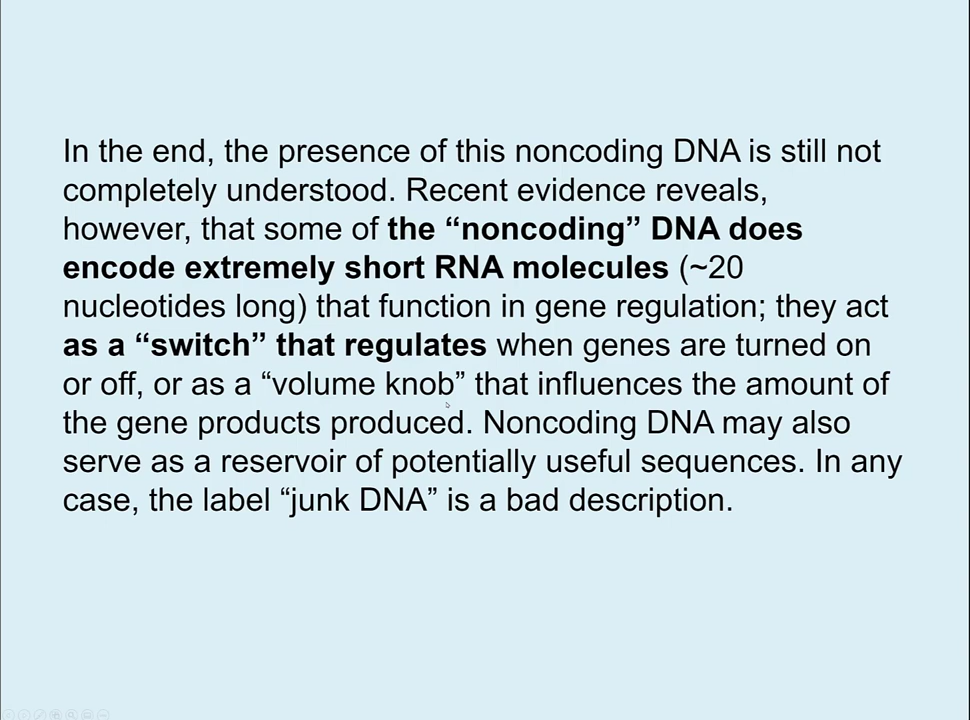 In the end, the presence of this noncoding DNA is still not
completely understood. Recent evidence reveals,
however, that some of the “noncoding” DNA does
encode extremely short RNA molecules (~20
nucleotides long) that function in gene regulation; they act
as a “switch” that regulates when genes are turned on
or off, or as a “volume knob” that influences the amount of
the gene products produced. Noncoding DNA may also
serve as a reservoir of potentially useful sequences. In any
case, the label “junk DNA” is a bad description.